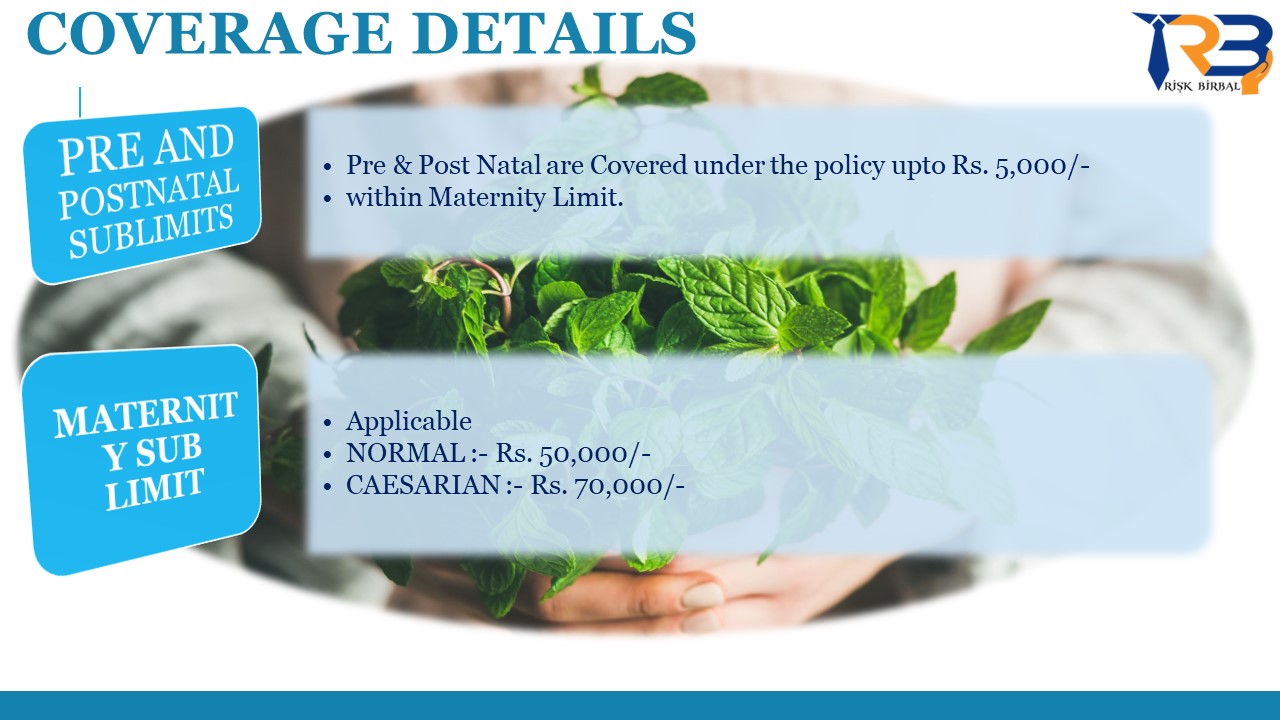 COVERAGE DETAILS
RISK BIRBAL
PRE AND
POSTNATAL
SUBLIMITS
• Pre & Post Natal are Covered under the policy upto Rs. 5,000/-
• within Maternity Limit.
MATERNIT
Y SUB
LIMIT
• Applicable
• NORMAL :- Rs. 50,000/-
• CAESARIAN :- Rs. 70,000/-